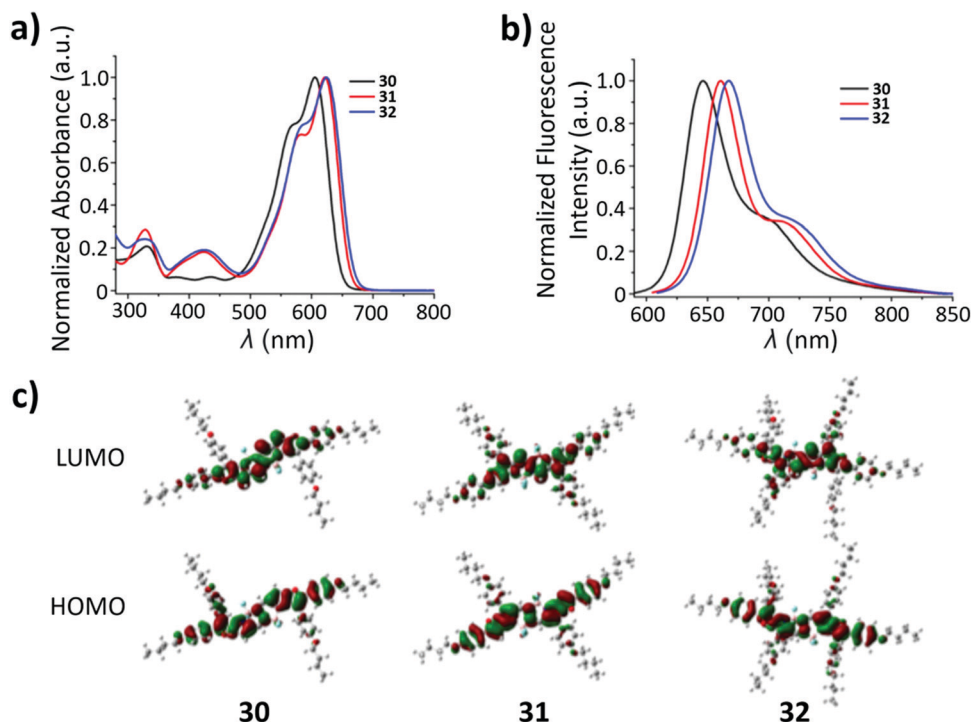 a)
Normalized Absorbance (a.u.)
1.0
0.8
0.6
0.4
0.2
0
300 400 500 600 700 800
λ (nm)
30
31
32
b)
Normalized Fluorescence
Intensity (a.u.)
1.0
0.8
0.6
0.4
0.2
0
600 650 700 750 800 850
λ (nm)
30
31
32
c)
LUMO
HOMO
30 31 32